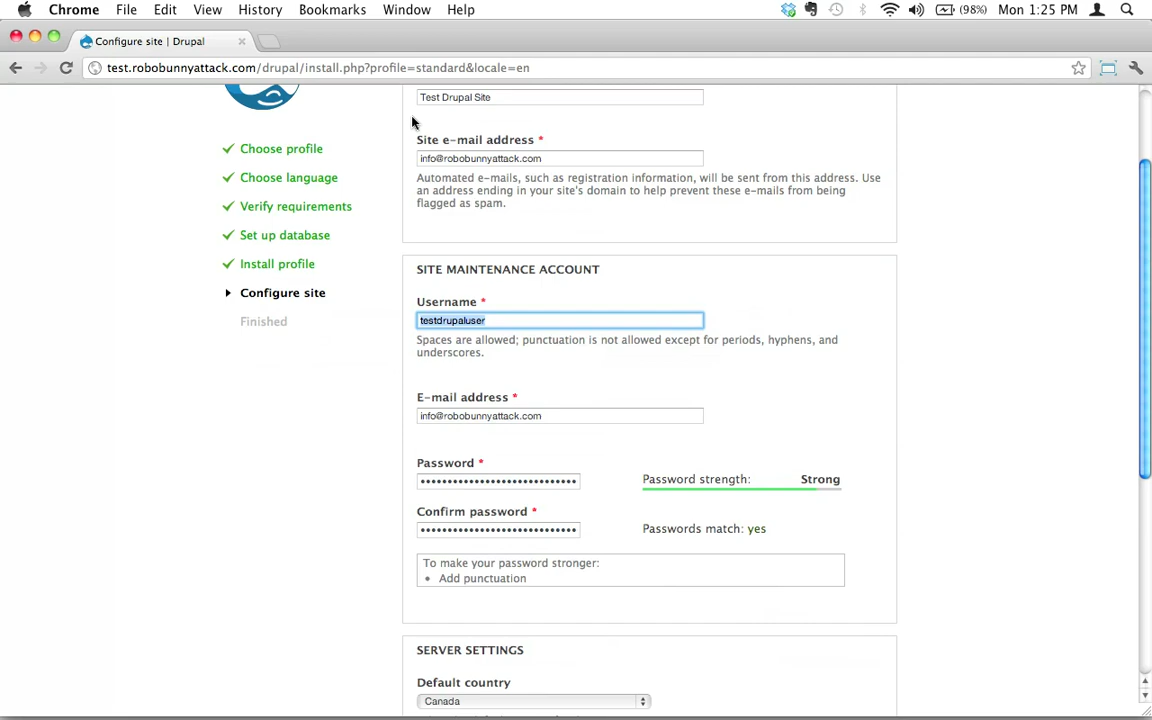 Chrome File Edit View History Bookmarks Window Help (98%) Mon 1:25 PM
Configure site | Drupal
test.robobunnyattack.com/drupal/install.php?profile=standard&locale=en
Test Drupal Site
Site e-mail address *
info@robobunnyattack.com
Automated e-mails, such as registration information, will be sent from this address. Use
an address ending in your site's domain to help prevent these e-mails from being
flagged as spam.
Choose profile
Choose language
Verify requirements
Set up database
Install profile
Configure site
Finished
SITE MAINTENANCE ACCOUNT
Username *
testdrupaluser
Spaces are allowed; punctuation is not allowed except for periods, hyphens, and
underscores.
E-mail address *
info@robobunnyattack.com
Password *
Password strength: Strong
Confirm password *
Passwords match: yes
To make your password stronger:
• Add punctuation
SERVER SETTINGS
Default country
Canada